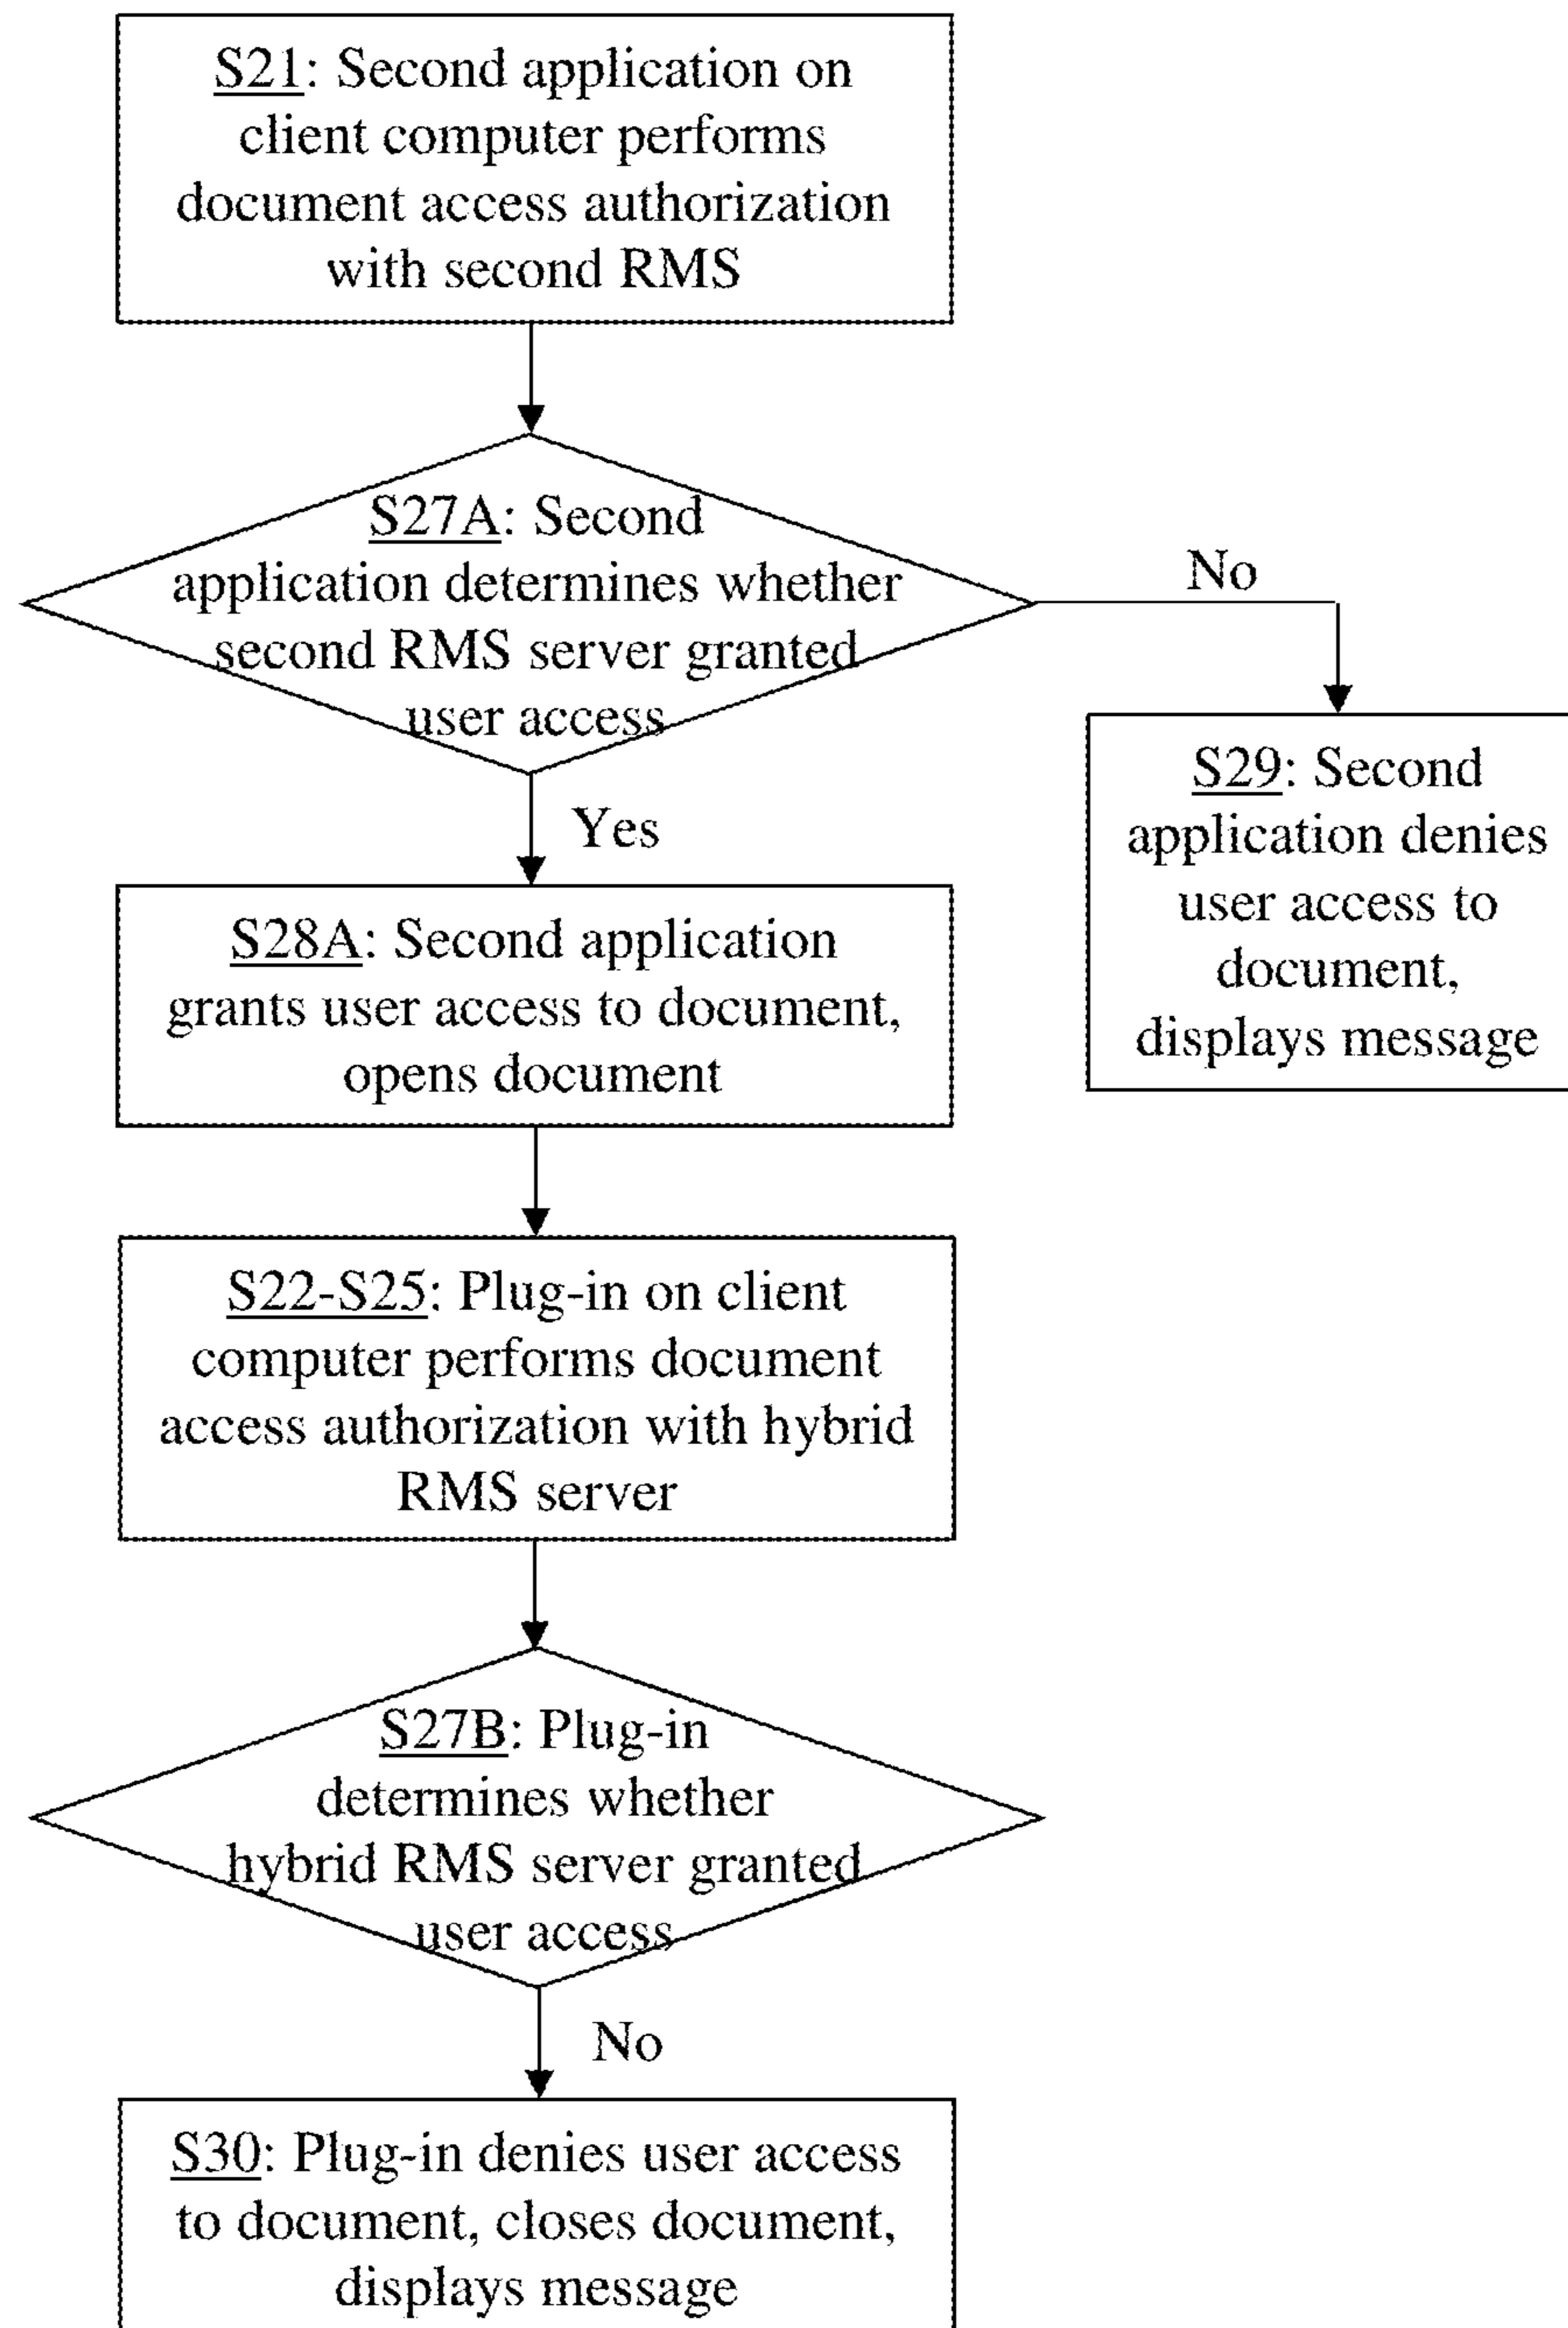 S21: Second application on
client computer performs
document access authorization
with second RMS
S27A: Second
application determines whether
second RMS server granted
user access
No
Yes
S29: Second
application denies
user access to
document,
displays message
S28A: Second application
grants user access to document,
opens document
S22-S25: Plug-in on client
computer performs document
access authorization with hybrid
RMS server
S27B: Plug-in
determines whether
hybrid RMS server granted
user access
No
S30: Plug-in denies user access
to document, closes document,
displays message